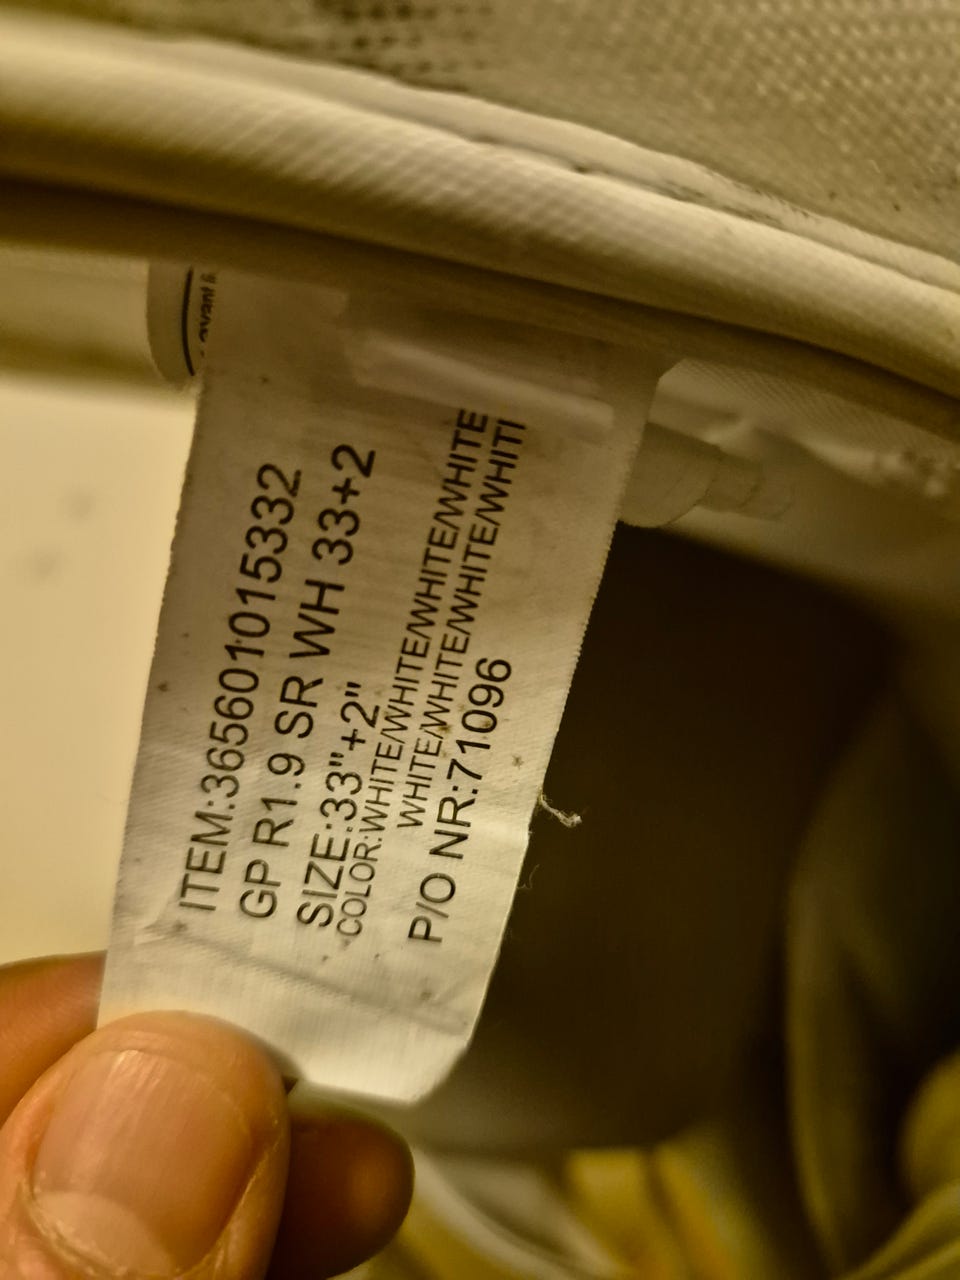 ITEM:365601015332
GP R1.9 SR WH 33+2
SIZE:33"+2"
COLOR:WHITE/WHITE/WHITE/WHITE
WHITE/WHITE/WHITE/WHITI
P/O NR:71096